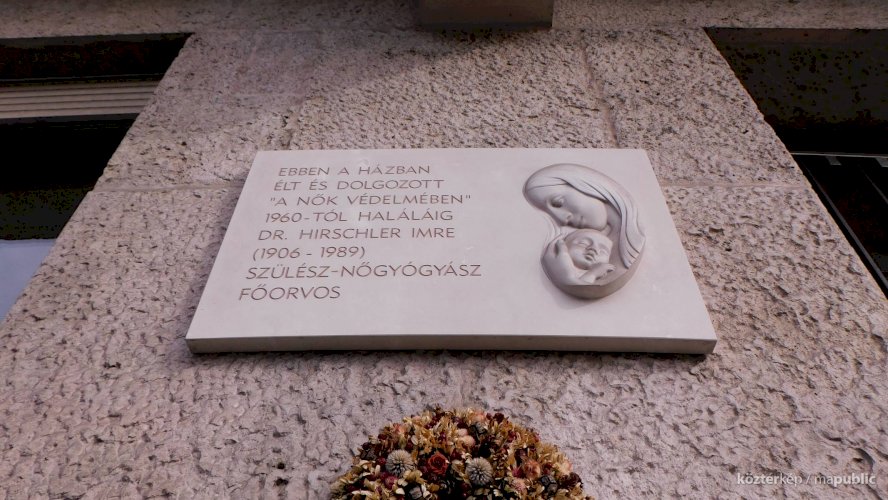 EBBEN A HÁZBAN
ÉLT ÉS DOLGOZOTT
"A NŐK VÉDELMÉBEN"
1960-TÓL HALÁLÁIG
DR. HIRSCHLER IMRE
(1906 - 1989)
SZÜLÉSZ-NŐGYÓGYÁSZ
FŐORVOS
köztérkép / mapublic